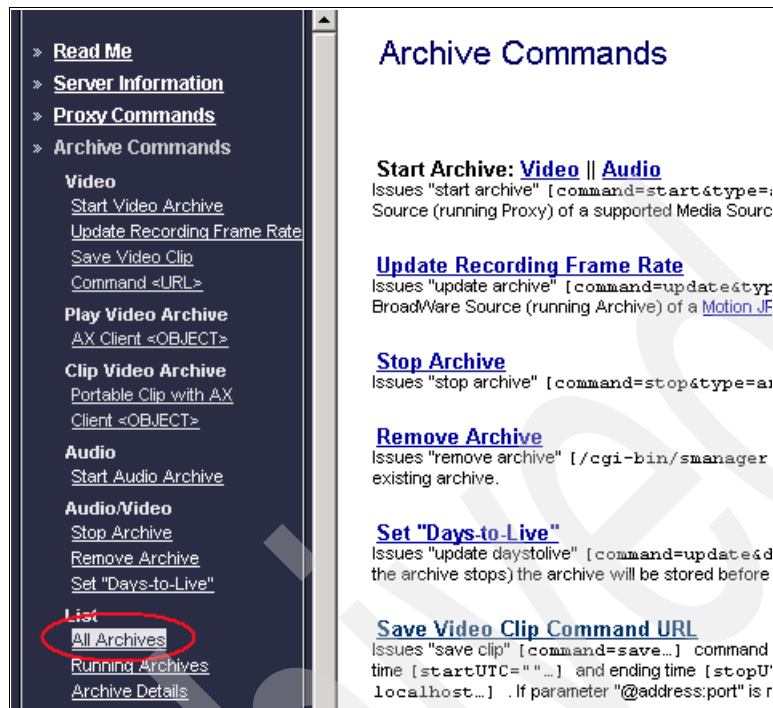 » Read Me
» Server Information
» Proxy Commands
» Archive Commands
Video
Start Video Archive
Update Recording Frame Rate
Save Video Clip
Command <URL>
Play Video Archive
AX Client <OBJECT>
Clip Video Archive
Portable Clip with AX
Client <OBJECT>
Audio
Start Audio Archive
Audio/Video
Stop Archive
Remove Archive
Set "Days-to-Live"
List
All Archives
Running Archives
Archive Details
Archive Commands
Start Archive: Video || Audio
Issues "start archive" [command=start&type=a
Source (running Proxy) of a supported Media Sourc
Update Recording Frame Rate
Issues "update archive" [command=update&typ
BroadWare Source (running Archive) of a Motion JP
Stop Archive
Issues "stop archive" [command=stop&type=ar
Remove Archive
Issues "remove archive" [/cgi-bin/smanager
existing archive.
Set "Days-to-Live"
Issues "update daystolive" [command=update&d
the archive stops) the archive will be stored before
Save Video Clip Command URL
Issues "save clip" [command=save…] command
time [startUTC=""…] and ending time [stopU
localhost…] . If parameter "@address:port" is n